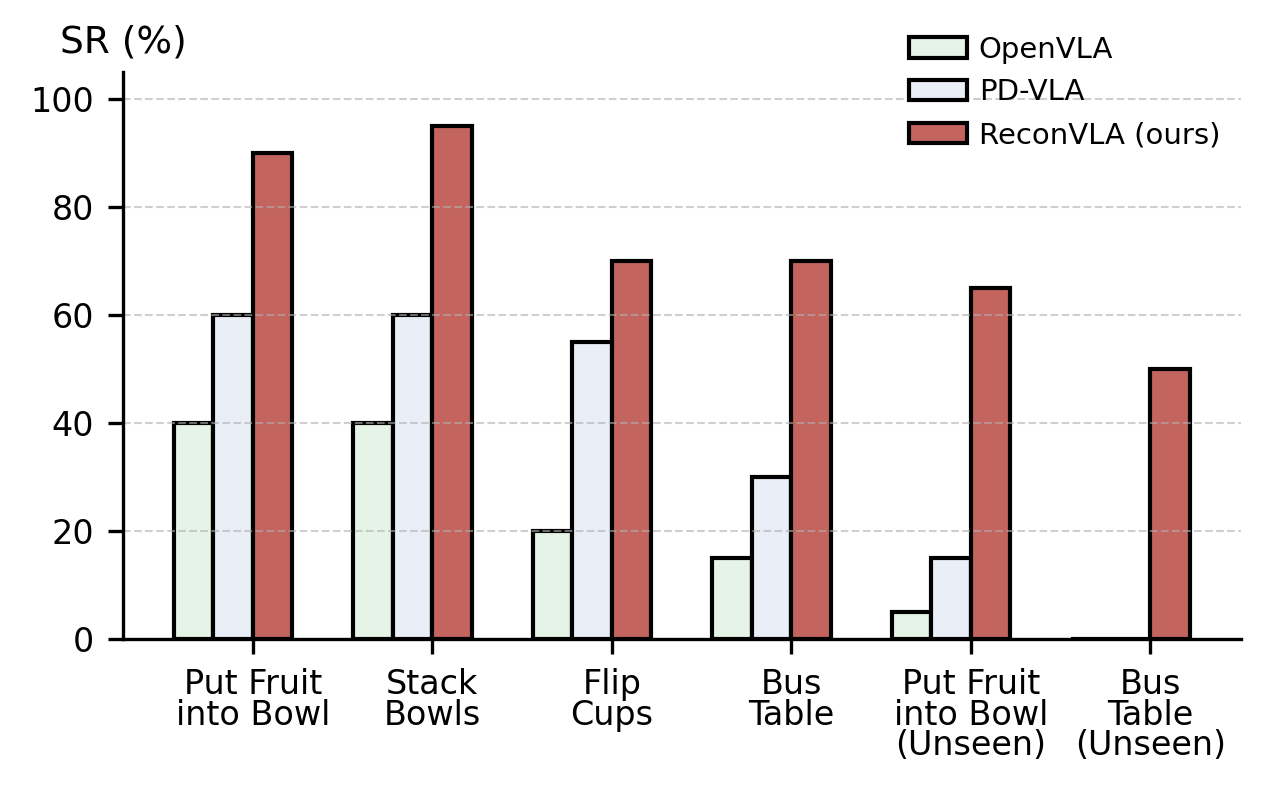 SR (%)
OpenVLA
PD-VLA
ReconVLA (ours)
100
80
60
40
20
0
Put Fruit
into Bowl
Stack
Bowls
Flip
Cups
Bus
Table
Put Fruit
into Bowl
(Unseen)
Bus
Table
(Unseen)